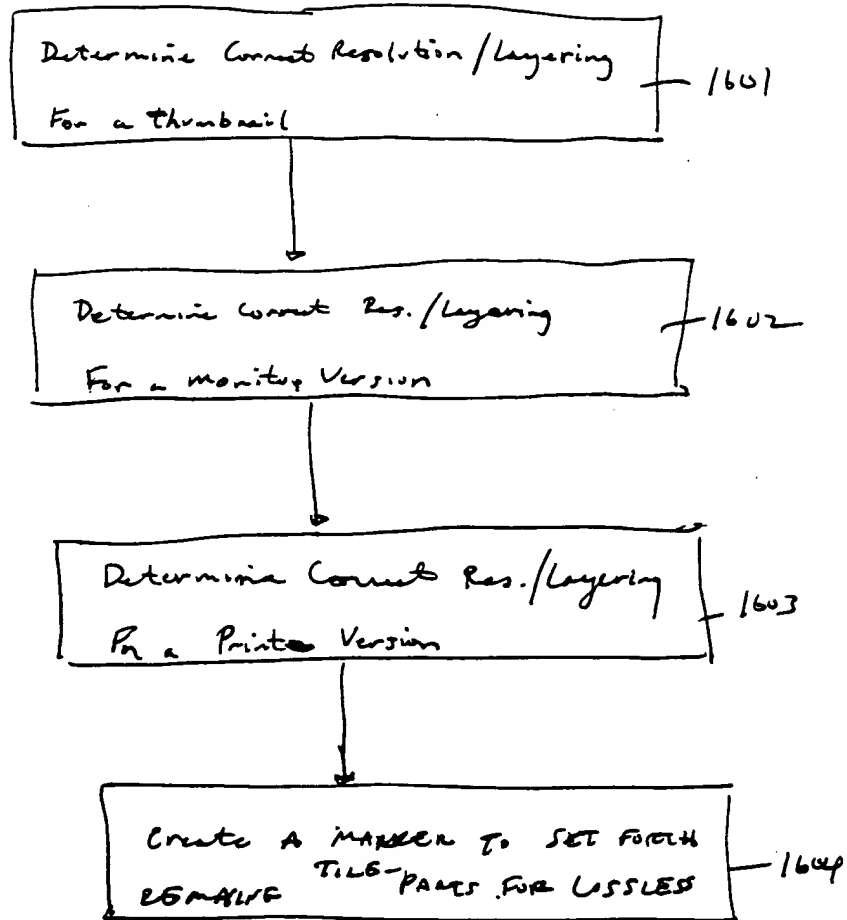 Determine Correct Resolution/Layering
1601
For a thumbnail
Determine Correct Res./Layering
1602
For a monitor Version
Determine Correct Res./Layering
1603
For a Print Version
Create A MARKER To SET FORTH
1604
REMAINING TILE-PARTS FOR LOSSLESS